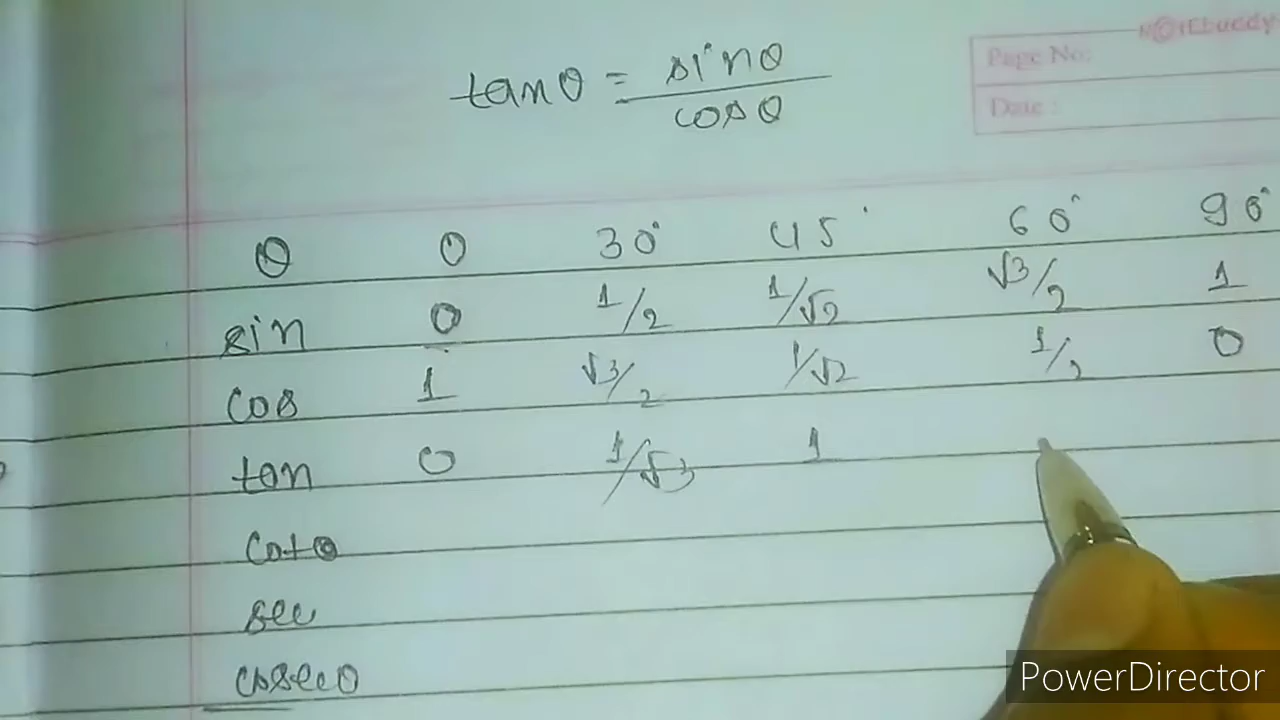 NOtEbuddy
Page No:
Date :
tanθ = sinθ / cosθ
θ 0 30° 45° 60° 90°
sin 0 1/2 1/√2 √3/2 1
cos 1 √3/2 1/√2 1/2 0
tan 0 1/√3 1
cotθ
sec
cosecθ
PowerDirector